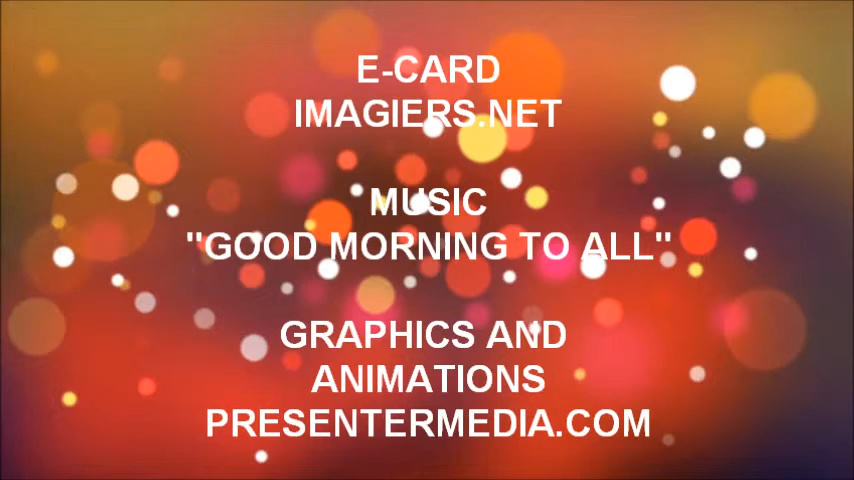 E-CARD
IMAGIERS.NET
MUSIC
"GOOD MORNING TO ALL"
GRAPHICS AND
ANIMATIONS
PRESENTERMEDIA.COM